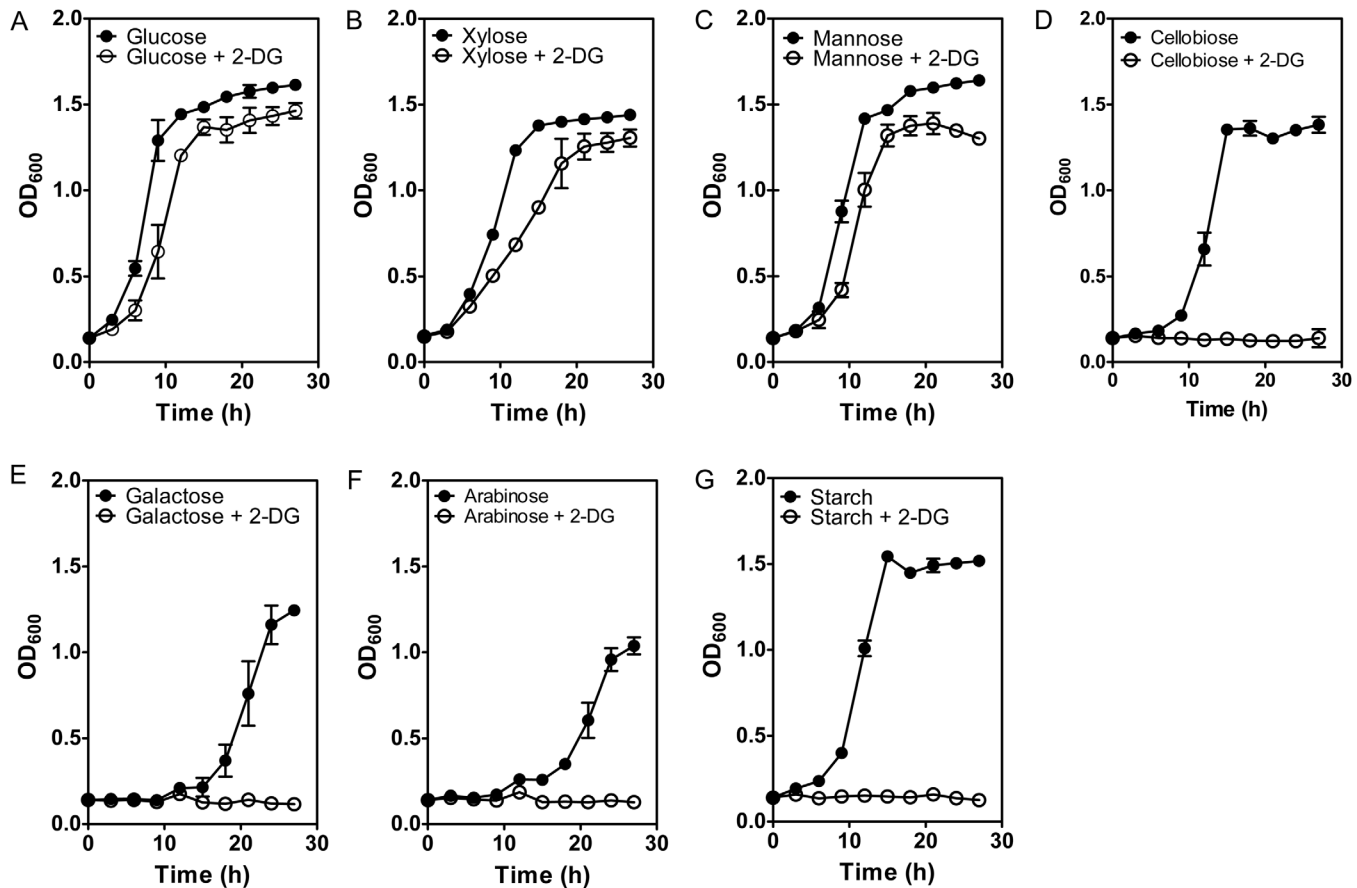 A
2.0
Glucose
Glucose + 2-DG
1.5
1.0
0.5
0.0
OD600
0 10 20 30
Time (h)
B
2.0
Xylose
Xylose + 2-DG
1.5
1.0
0.5
0.0
OD600
0 10 20 30
Time (h)
C
2.0
Mannose
Mannose + 2-DG
1.5
1.0
0.5
0.0
OD600
0 10 20 30
Time (h)
D
2.0
Cellobiose
Cellobiose + 2-DG
1.5
1.0
0.5
0.0
OD600
0 10 20 30
Time (h)
E
2.0
Galactose
Galactose + 2-DG
1.5
1.0
0.5
0.0
OD600
0 10 20 30
Time (h)
F
2.0
Arabinose
Arabinose + 2-DG
1.5
1.0
0.5
0.0
OD600
0 10 20 30
Time (h)
G
2.0
Starch
Starch + 2-DG
1.5
1.0
0.5
0.0
OD600
0 10 20 30
Time (h)